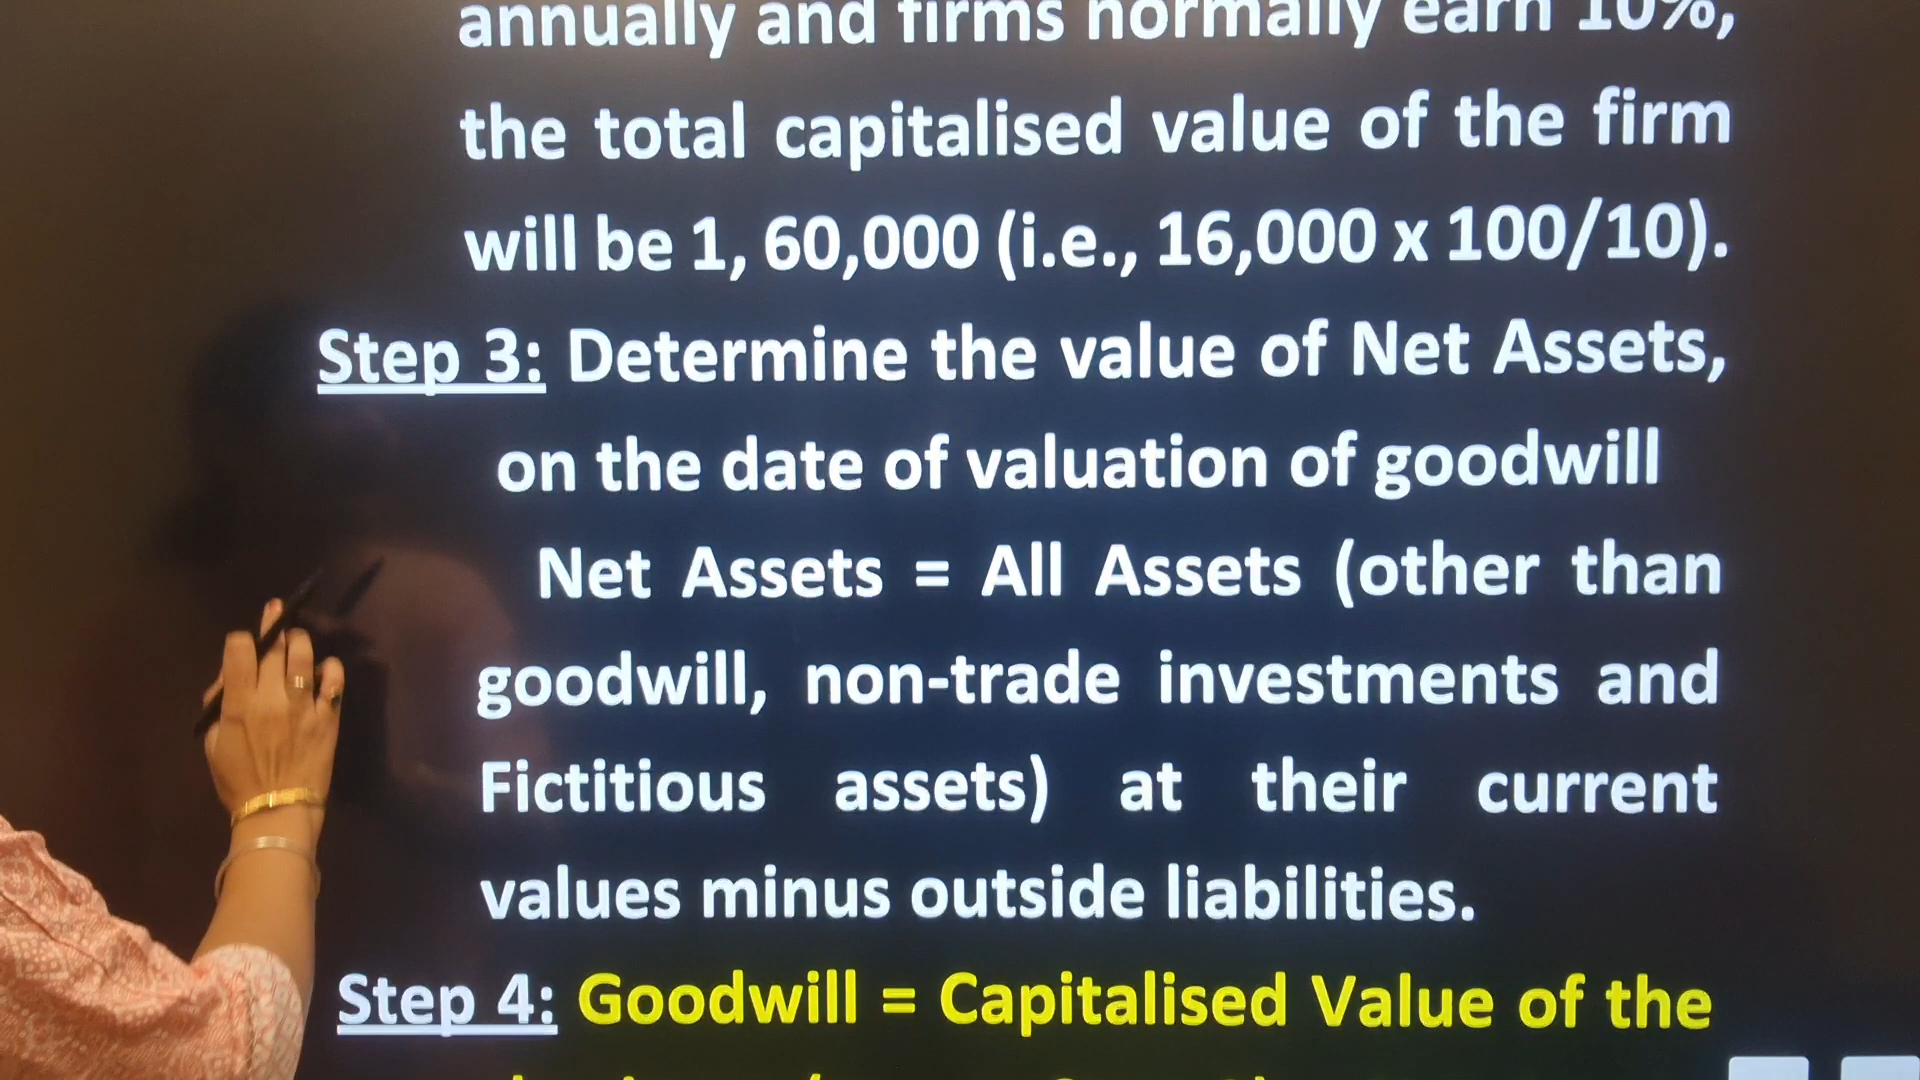 annually and firms normally earn 10%,
the total capitalised value of the firm
will be 1, 60,000 (i.e., 16,000 x 100/10).
Step 3: Determine the value of Net Assets,
on the date of valuation of goodwill
Net Assets = All Assets (other than
goodwill, non-trade investments and
Fictitious assets) at their current
values minus outside liabilities.
Step 4: Goodwill = Capitalised Value of the